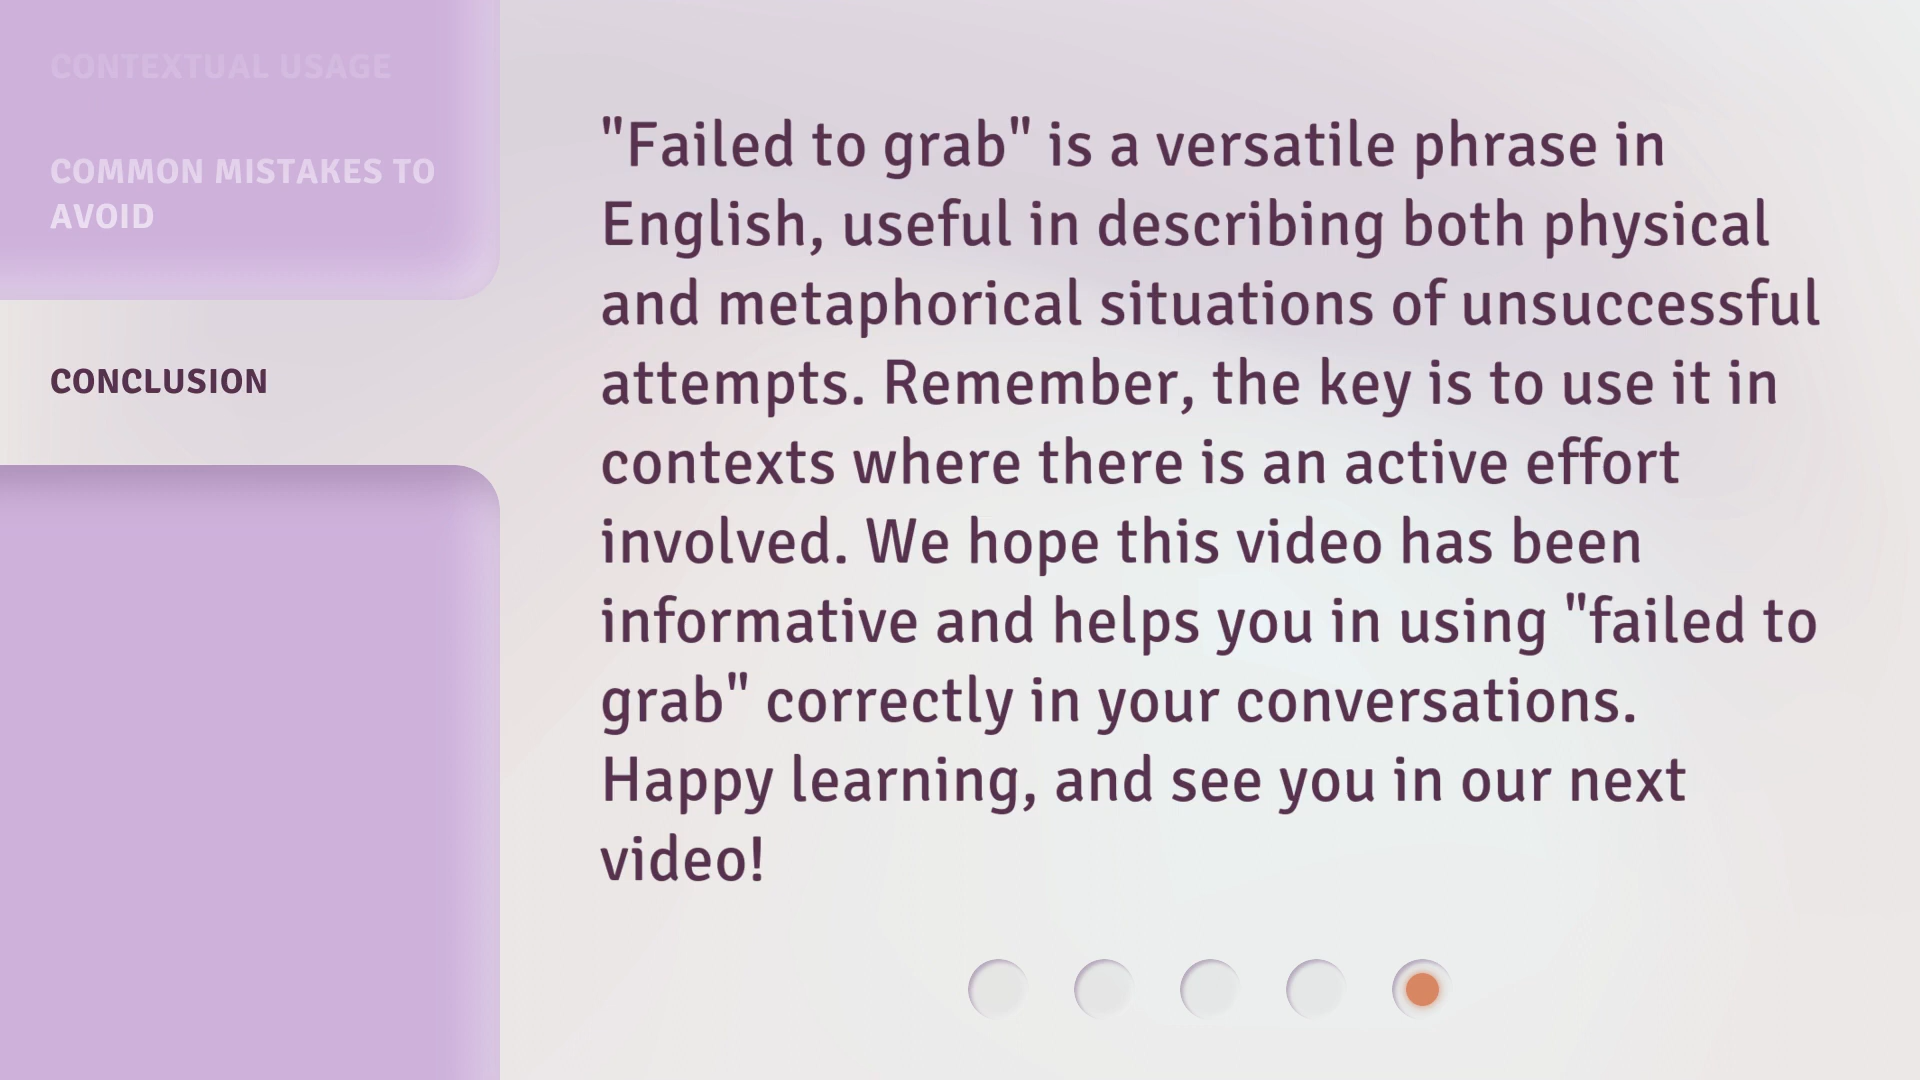 CONTEXTUAL USAGE
COMMON MISTAKES TO
AVOID
CONCLUSION
"Failed to grab" is a versatile phrase in
English, useful in describing both physical
and metaphorical situations of unsuccessful
attempts. Remember, the key is to use it in
contexts where there is an active effort
involved. We hope this video has been
informative and helps you in using "failed to
grab" correctly in your conversations.
Happy learning, and see you in our next
video!